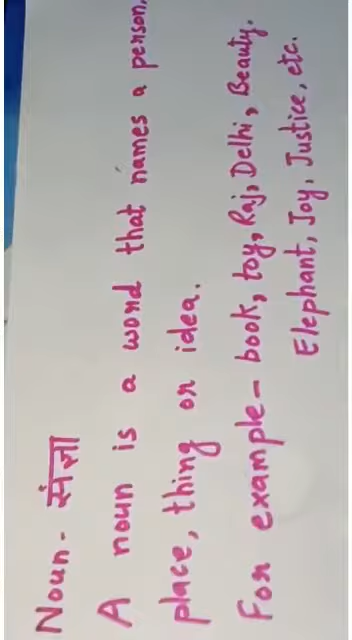 Noun - संज्ञा
A noun is a word that names a person,
place, thing or idea.
For example - book, toy, Raj, Delhi, Beauty,
Elephant, Joy, Justice, etc.